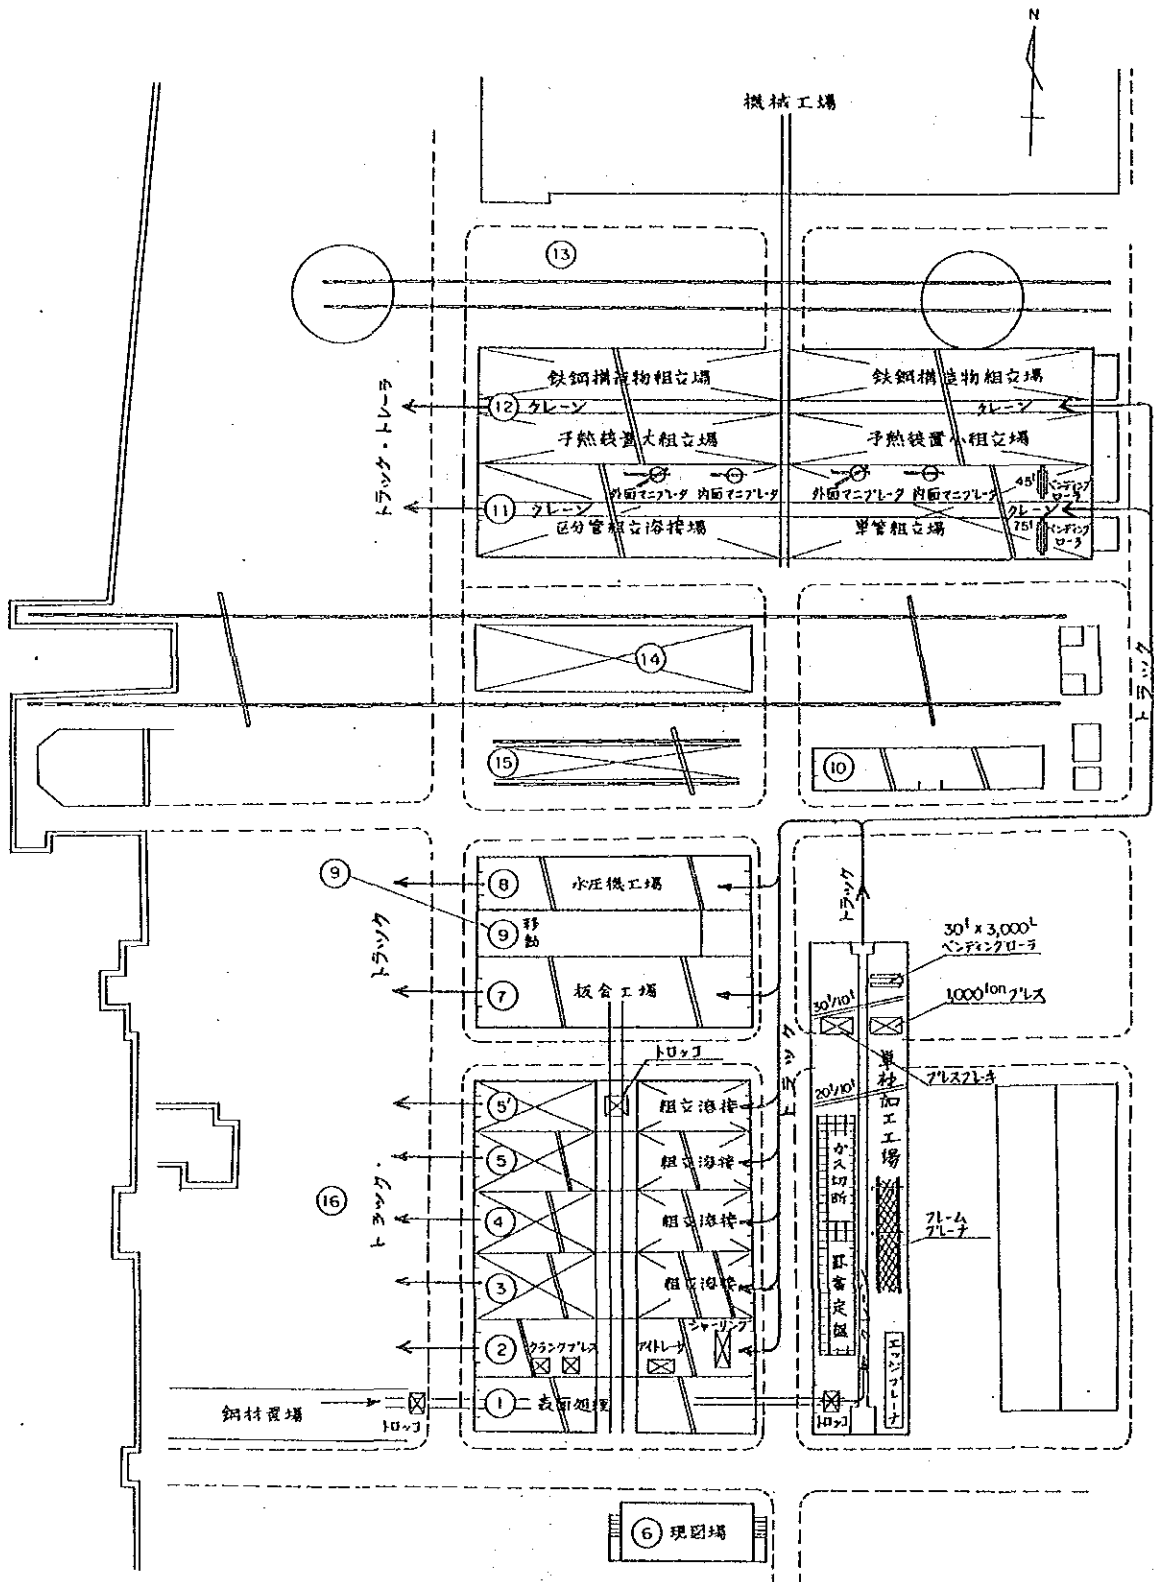 N
機械工場
13
鉄鋼構造物組立場
鉄鋼構造物組立場
12
クレーン
クレーン
予熱装置大組立場
予熱装置小組立場
トラック・トレーラ
外面マニプレータ
内面マニプレータ
外面マニプレータ
内面マニプレータ
45t
ベンディングローラ
11
クレーン
クレーン
区分管組立溶接場
単管組立場
75t
ベンディングローラ
14
トラック
15
10
9
8
水圧機工場
9
移動
トラック
トラック
7
板金工場
30t×3,000L
ベンディングローラ
1,000ton プレス
30t/10t
プレスブレーキ
トロッコ
トラック
20t/10t
単材加工工場
5'
組立溶接
5
組立溶接
ガス切断
16
トラック
4
組立溶接
フレーム
プレーナ
3
組立溶接
罫書定盤
シャーリング
2
クランクプレス
アイトレーサ
エッジプレーナ
鋼材置場
トロッコ
1
表面処理
トロッコ
6
現図場